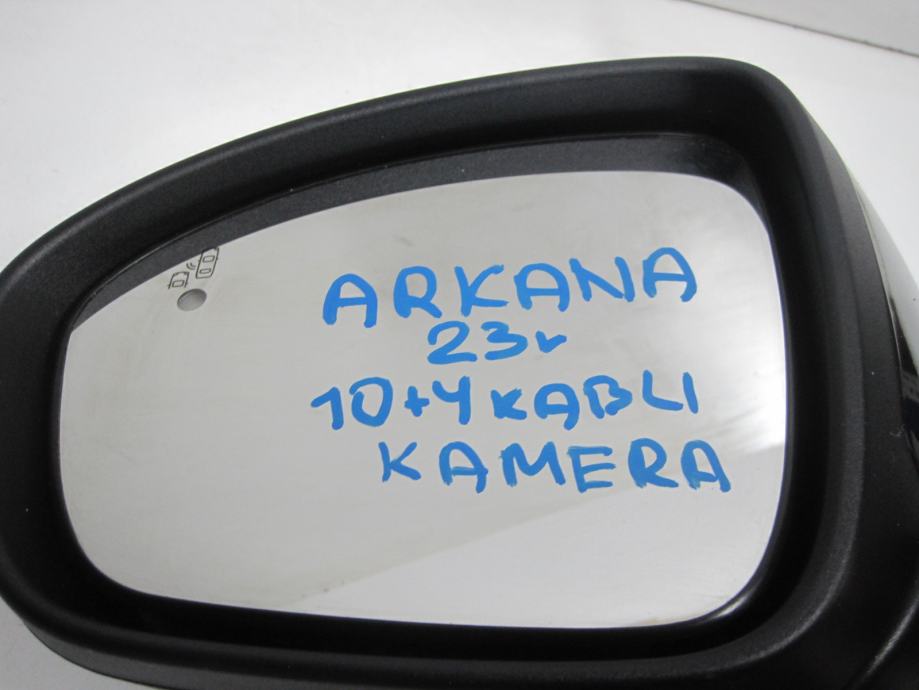 ARKANA
23r
10+4 KABLI
KAMERA